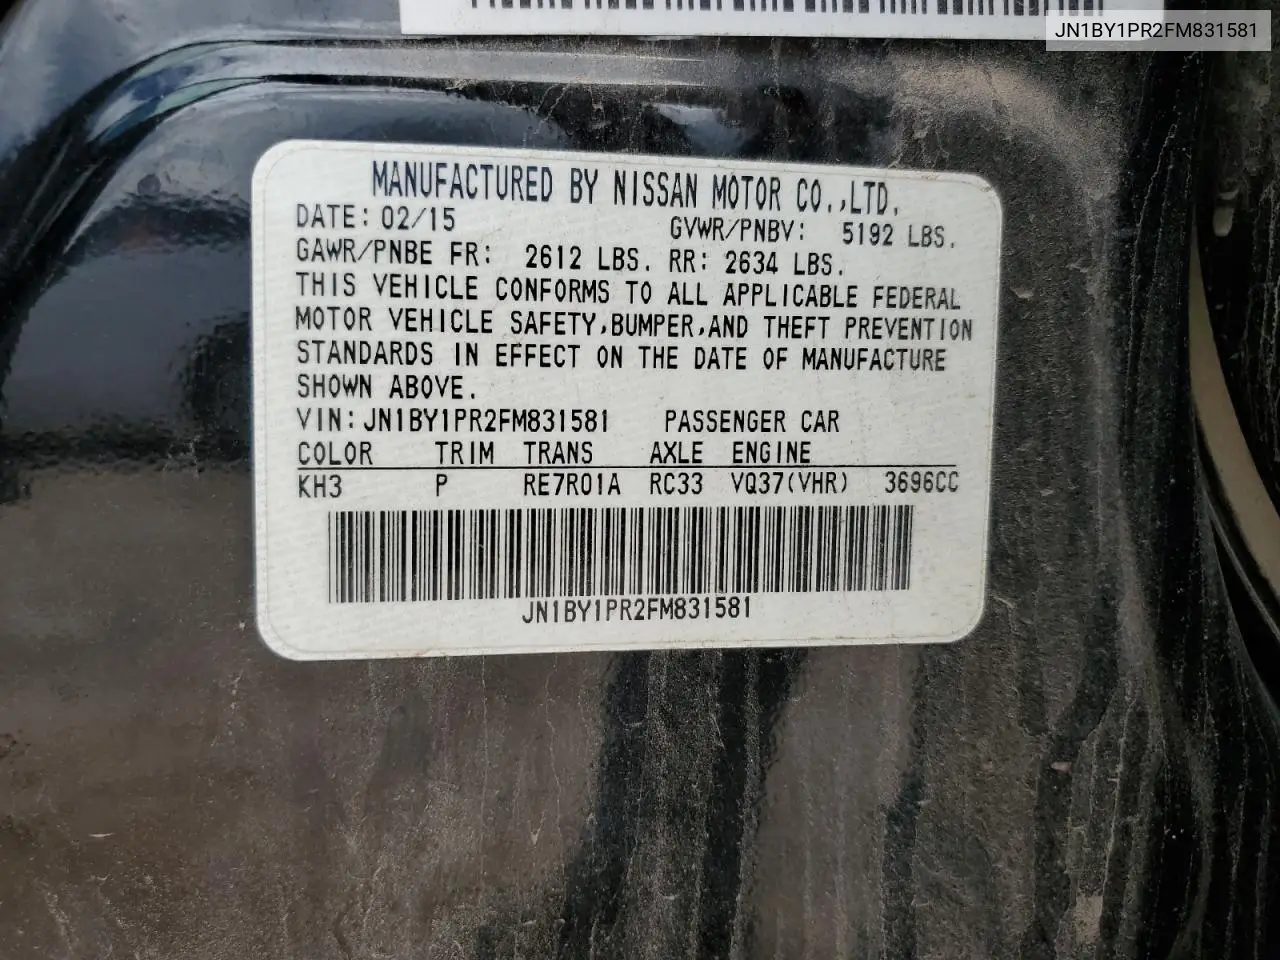 JN1BY1PR2FM831581
MANUFACTURED BY NISSAN MOTOR CO.,LTD.
DATE: 02/15 GVWR/PNBV: 5192 LBS.
GAWR/PNBE FR: 2612 LBS. RR: 2634 LBS.
THIS VEHICLE CONFORMS TO ALL APPLICABLE FEDERAL
MOTOR VEHICLE SAFETY,BUMPER,AND THEFT PREVENTION
STANDARDS IN EFFECT ON THE DATE OF MANUFACTURE
SHOWN ABOVE.
VIN: JN1BY1PR2FM831581 PASSENGER CAR
COLOR TRIM TRANS AXLE ENGINE
KH3 P RE7R01A RC33 VQ37(VHR) 3696CC
JN1BY1PR2FM831581